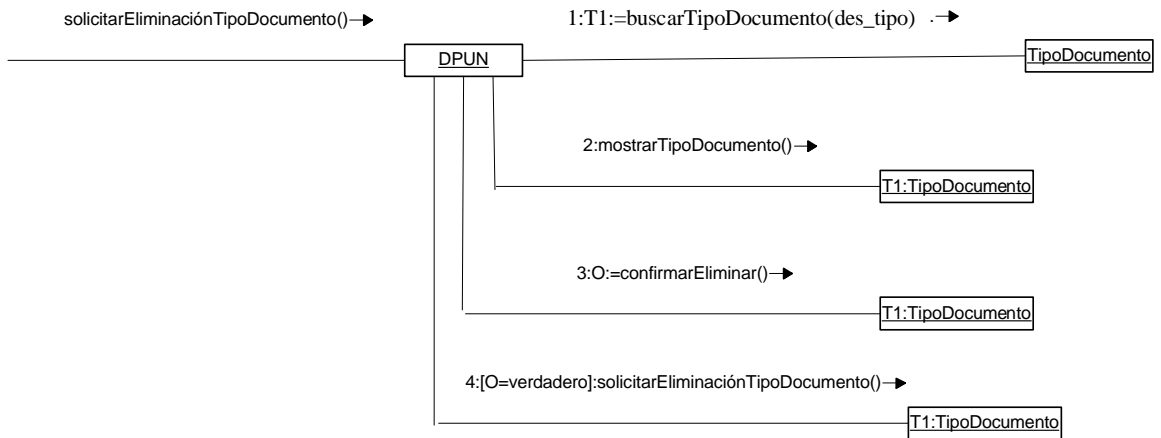 solicitarEliminaciónTipoDocumento()
1:T1:=buscarTipoDocumento(des_tipo) .
DPUN
TipoDocumento
2:mostrarTipoDocumento()
T1:TipoDocumento
3:O:=confirmarEliminar()
T1:TipoDocumento
4:[O=verdadero]:solicitarEliminaciónTipoDocumento()
T1:TipoDocumento